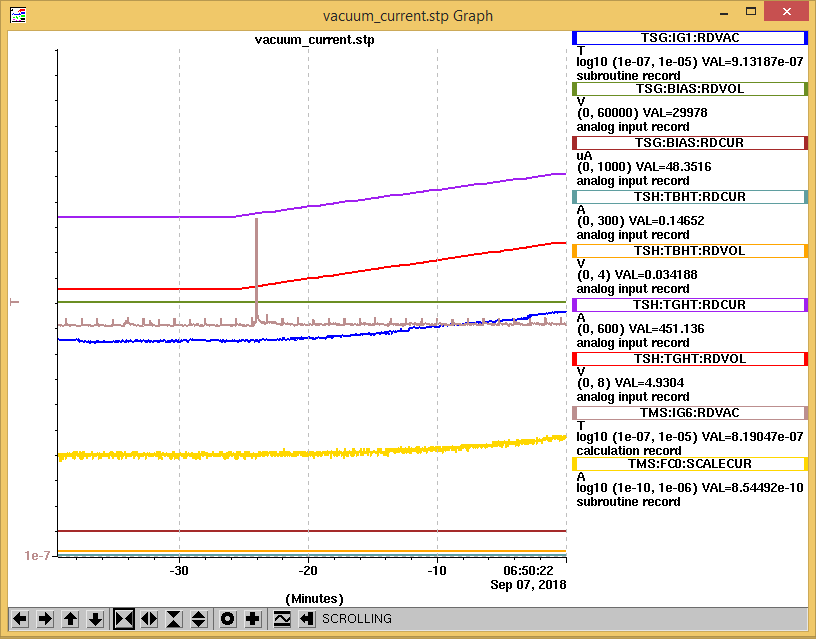 vacuum_current.stp Graph
vacuum_current.stp
T
1e-7
-30
-20
-10
06:50:22
Sep 07, 2018
(Minutes)
TSG:IG1:RDVAC
T
log10 (1e-07, 1e-05) VAL=9.13187e-07
subroutine record
TSG:BIAS:RDVOL
V
(0, 60000) VAL=29978
analog input record
TSG:BIAS:RDCUR
uA
(0, 1000) VAL=48.3516
analog input record
TSH:TBHT:RDCUR
A
(0, 300) VAL=0.14652
analog input record
TSH:TBHT:RDVOL
V
(0, 4) VAL=0.034188
analog input record
TSH:TGHT:RDCUR
A
(0, 600) VAL=451.136
analog input record
TSH:TGHT:RDVOL
V
(0, 8) VAL=4.9304
analog input record
TMS:IG6:RDVAC
T
log10 (1e-07, 1e-05) VAL=8.19047e-07
calculation record
TMS:FC0:SCALECUR
A
log10 (1e-10, 1e-06) VAL=8.54492e-10
subroutine record
SCROLLING